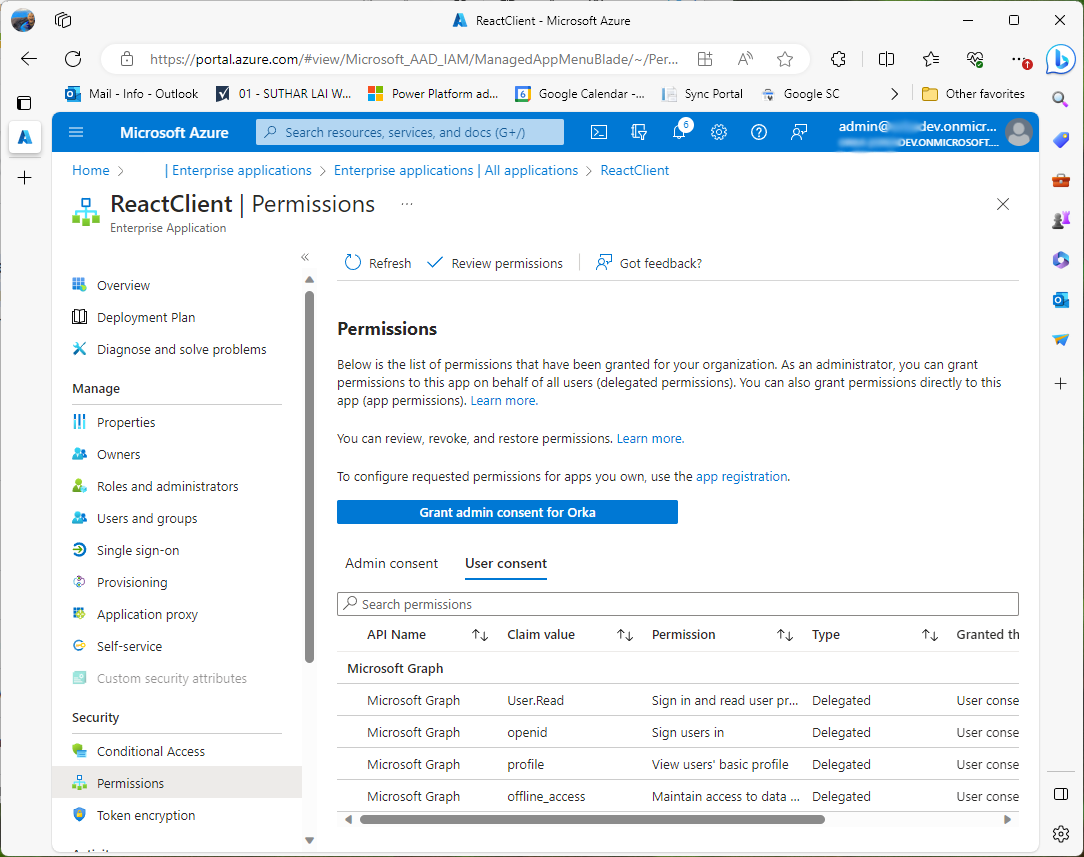 ReactClient - Microsoft Azure
https://portal.azure.com/#view/Microsoft_AAD_IAM/ManagedAppMenuBlade/~/Per...
Mail - Info - Outlook
01 - SUTHAR LAI W...
Power Platform ad...
Google Calendar -...
Sync Portal
Google SC
Other favorites
Microsoft Azure
Search resources, services, and docs (G+/)
6
admin@ dev.onmicr...
DEV.ONMICROSOFT....
Home > | Enterprise applications > Enterprise applications | All applications > ReactClient
ReactClient | Permissions ...
Enterprise Application
«
Overview
Deployment Plan
Diagnose and solve problems
Manage
Properties
Owners
Roles and administrators
Users and groups
Single sign-on
Provisioning
Application proxy
Self-service
Custom security attributes
Security
Conditional Access
Permissions
Token encryption
Refresh
Review permissions
Got feedback?
Permissions
Below is the list of permissions that have been granted for your organization. As an administrator, you can grant
permissions to this app on behalf of all users (delegated permissions). You can also grant permissions directly to this
app (app permissions). Learn more.
You can review, revoke, and restore permissions. Learn more.
To configure requested permissions for apps you own, use the app registration.
Grant admin consent for Orka
Admin consent
User consent
Search permissions
API Name Claim value Permission Type Granted th
Microsoft Graph
Microsoft Graph User.Read Sign in and read user pr... Delegated User conse
Microsoft Graph openid Sign users in Delegated User conse
Microsoft Graph profile View users' basic profile Delegated User conse
Microsoft Graph offline_access Maintain access to data ... Delegated User conse